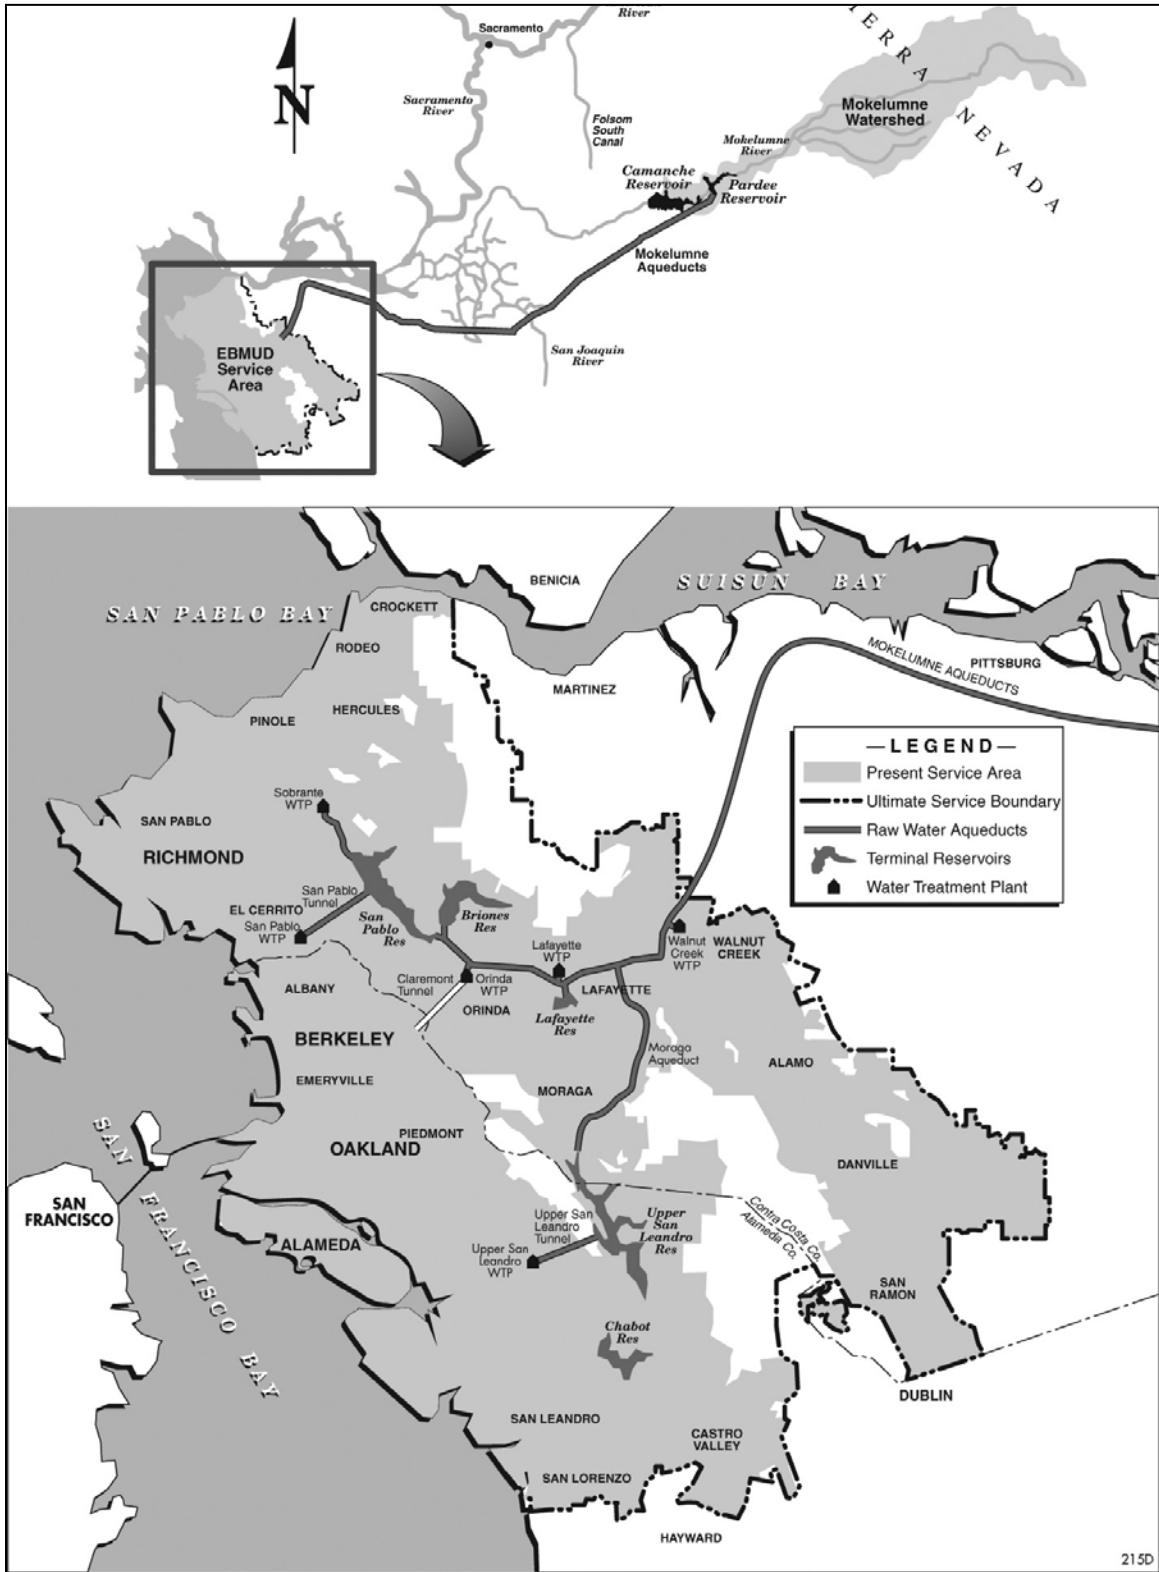 River
Sacramento
SIERRA
NEVADA
N
Sacramento
River
Folsom
South
Canal
Mokelumne
Watershed
Mokelumne
River
Camanche
Reservoir
Pardee
Reservoir
Mokelumne
Aqueducts
San Joaquin
River
EBMUD
Service
Area
BENICIA
SUISUN BAY
SAN PABLO BAY
CROCKETT
RODEO
MOKELUMNE AQUEDUCTS
PITTSBURG
MARTINEZ
HERCULES
PINOLE
— LEGEND —
Present Service Area
Ultimate Service Boundary
Raw Water Aqueducts
Terminal Reservoirs
Water Treatment Plant
Sobrante
WTP
SAN PABLO
RICHMOND
San Pablo
Tunnel
EL CERRITO
San Pablo
WTP
San
Pablo
Res
Briones
Res
Lafayette
WTP
Walnut
Creek
WTP
WALNUT
CREEK
Claremont
Tunnel
Orinda
WTP
LAFAYETTE
ALBANY
ORINDA
Lafayette
Res
BERKELEY
Moraga
Aqueduct
ALAMO
EMERYVILLE
MORAGA
PIEDMONT
OAKLAND
DANVILLE
SAN
FRANCISCO
SAN FRANCISCO BAY
ALAMEDA
Upper San
Leandro
Tunnel
Upper
San
Leandro
Res
Upper San
Leandro
WTP
Contra Costa Co.
Alameda Co.
SAN
RAMON
Chabot
Res
DUBLIN
SAN LEANDRO
CASTRO
VALLEY
SAN LORENZO
HAYWARD
215D